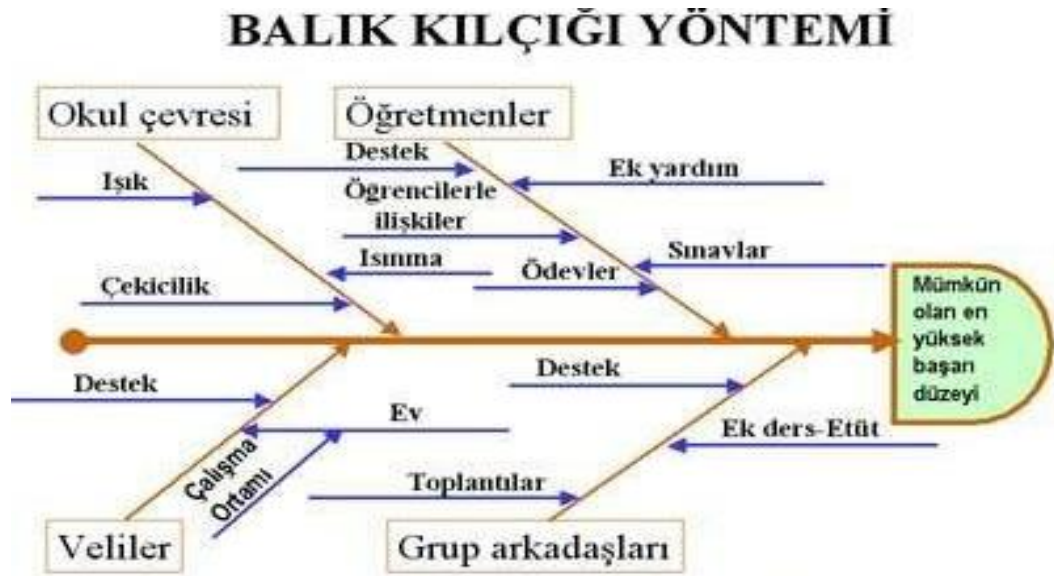 BALIK KILÇIĞI YÖNTEMİ
Okul çevresi
Öğretmenler
Destek
Işık
Ek yardım
Öğrencilerle
ilişkiler
Isınma
Sınavlar
Ödevler
Çekicilik
Mümkün
olan en
yüksek
başarı
düzeyi
Destek
Destek
Ev
Ek ders-Etüt
Çalışma
Ortamı
Toplantılar
Veliler
Grup arkadaşları